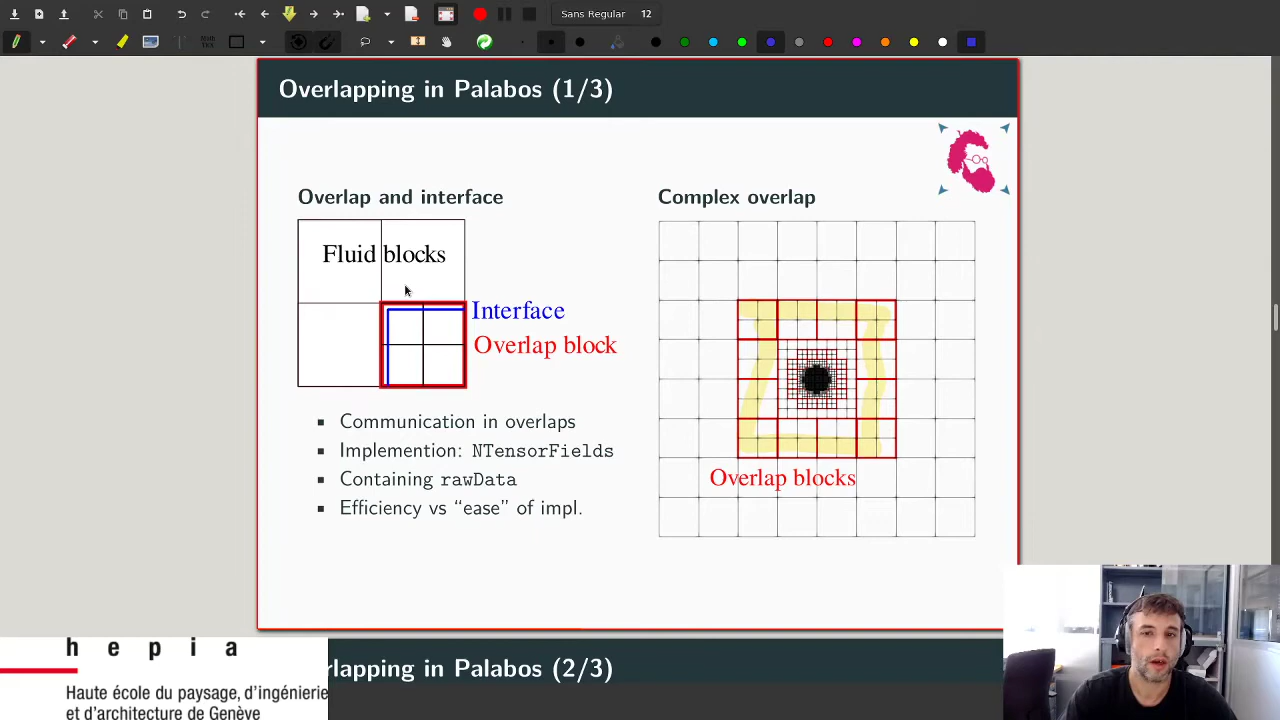 Sans Regular 12
Overlapping in Palabos (1/3)
Overlap and interface
Complex overlap
Fluid blocks
Interface
Overlap block
Communication in overlaps
Implemention: NTensorFields
Containing rawData
Efficiency vs “ease” of impl.
Overlap blocks
h e p i a
Haute école du paysage, d'ingénierie
et d'architecture de Genève
rlapping in Palabos (2/3)